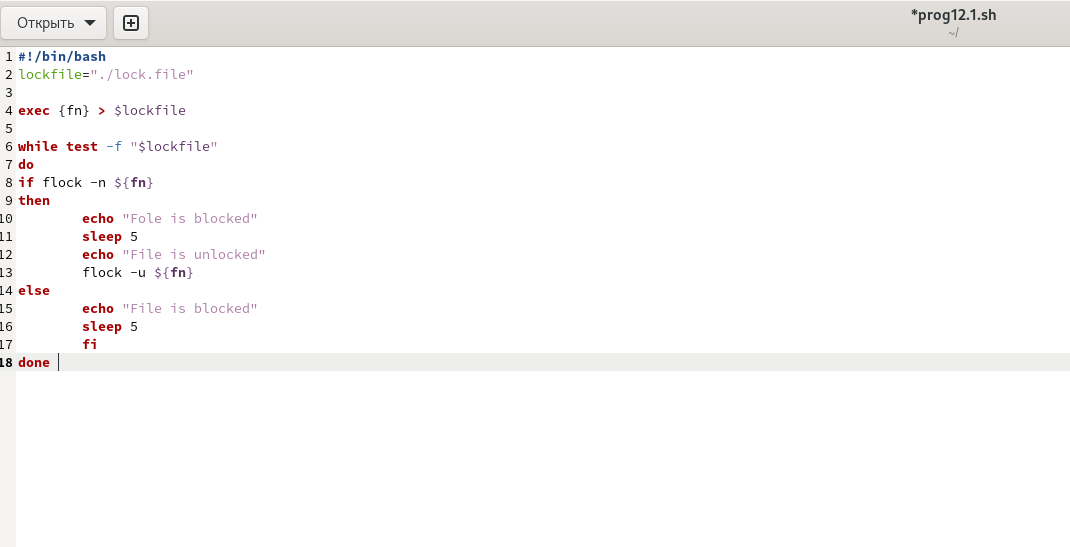 Открыть
*prog12.1.sh
~/
1 #!/bin/bash
2 lockfile="./lock.file"
3
4 exec {fn} > $lockfile
5
6 while test -f "$lockfile"
7 do
8 if flock -n ${fn}
9 then
10 echo "Fole is blocked"
11 sleep 5
12 echo "File is unlocked"
13 flock -u ${fn}
14 else
15 echo "File is blocked"
16 sleep 5
17 fi
18 done